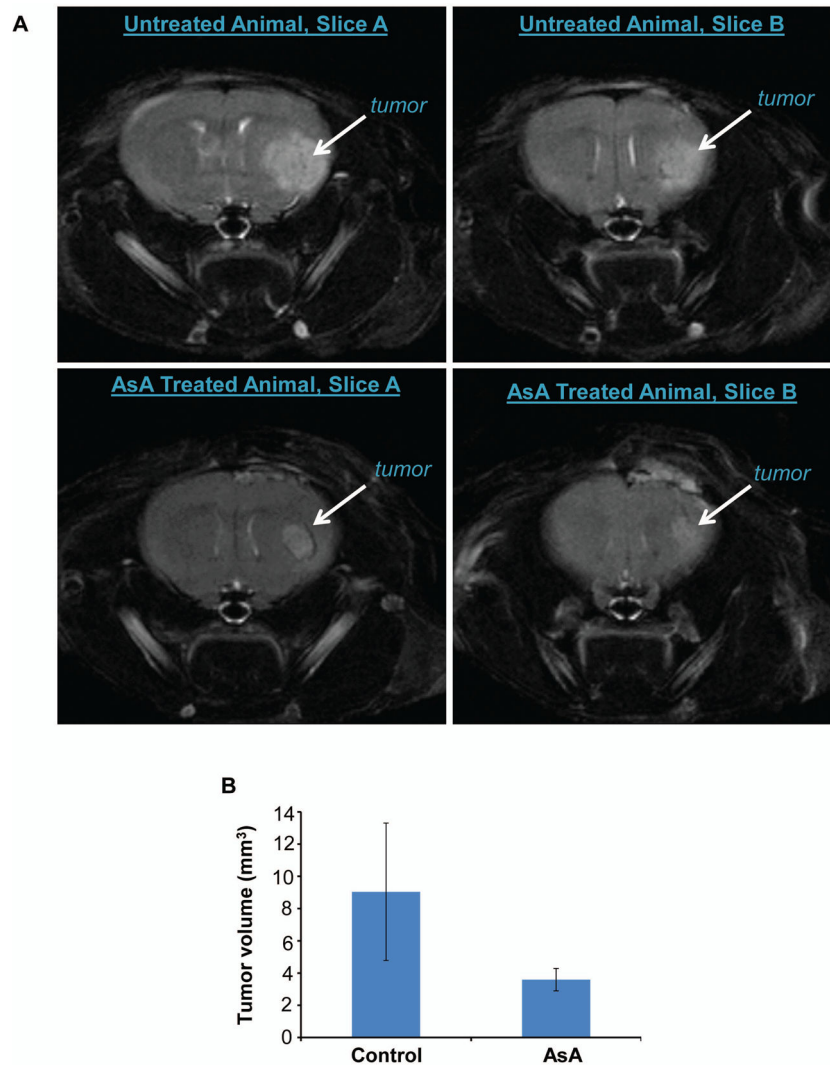 A
Untreated Animal, Slice A
tumor
Untreated Animal, Slice B
tumor
AsA Treated Animal, Slice A
tumor
AsA Treated Animal, Slice B
tumor
B
Tumor volume (mm³)
14
12
10
8
6
4
2
0
Control
AsA